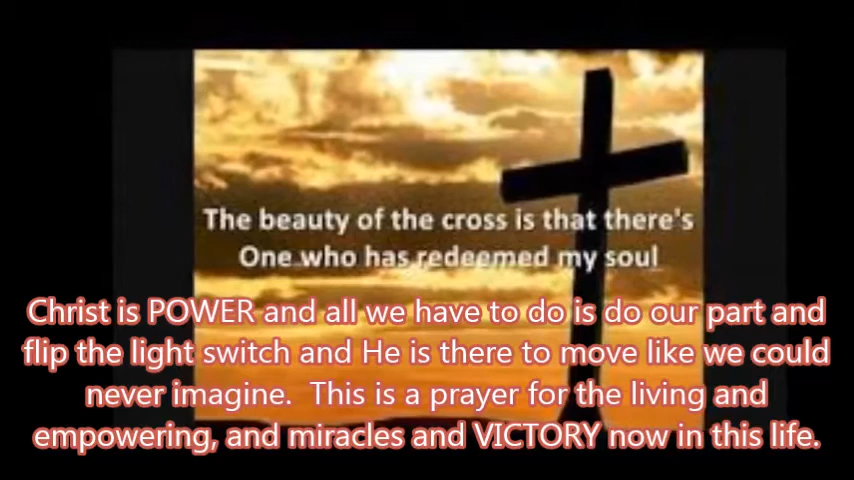 The beauty of the cross is that there's
One who has redeemed my soul
Christ is POWER and all we have to do is do our part and
flip the light switch and He is there to move like we could
never imagine.  This is a prayer for the living and
empowering, and miracles and VICTORY now in this life.